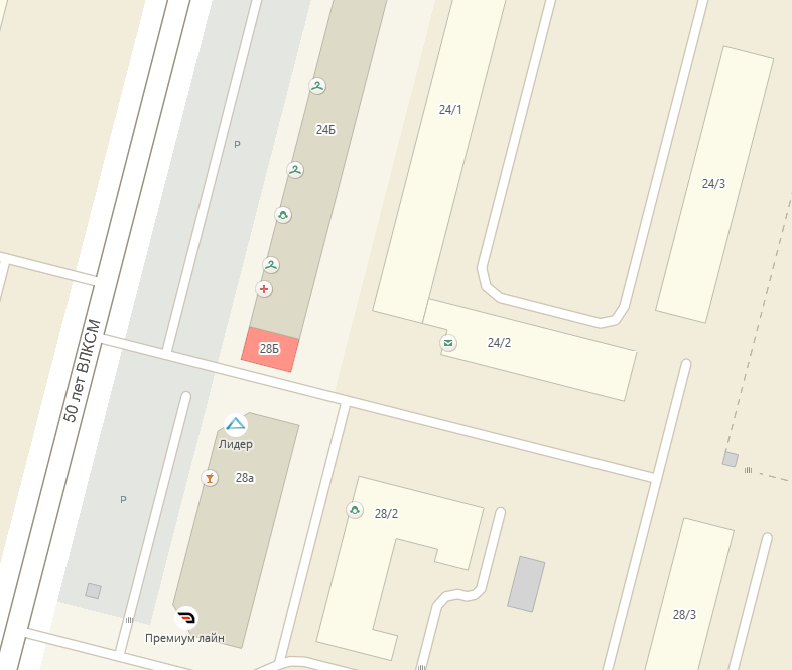 24/1
24Б
P
24/3
24/2
28Б
50 лет ВЛКСМ
Лидер
28а
P
28/2
28/3
Премиум лайн